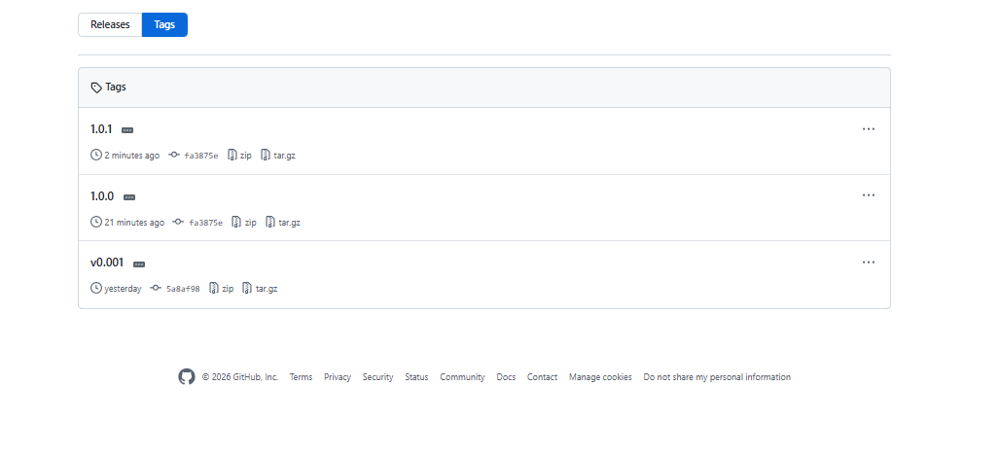 Releases Tags
Tags
1.0.1 ...
2 minutes ago fa3875e zip tar.gz
1.0.0 ...
21 minutes ago fa3875e zip tar.gz
v0.001 ...
yesterday 5a8af98 zip tar.gz
© 2026 GitHub, Inc. Terms Privacy Security Status Community Docs Contact Manage cookies Do not share my personal information